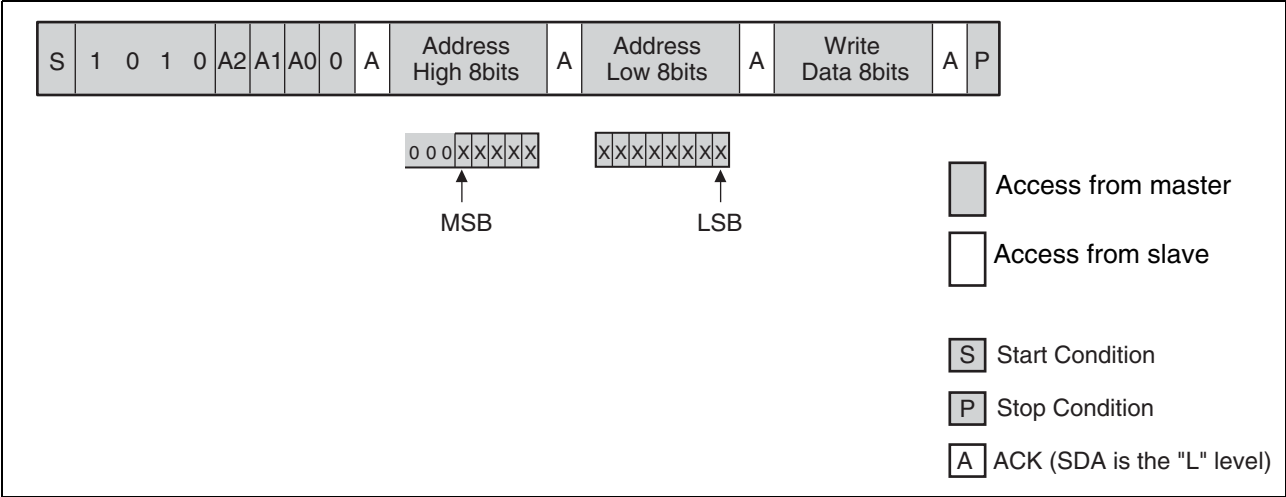 S 1 0 1 0 A2 A1 A0 0 A Address High 8bits A Address Low 8bits A Write Data 8bits A P
0 0 0 X X X X X X X X X X X X X
MSB LSB
Access from master
Access from slave
S Start Condition
P Stop Condition
A ACK (SDA is the "L" level)